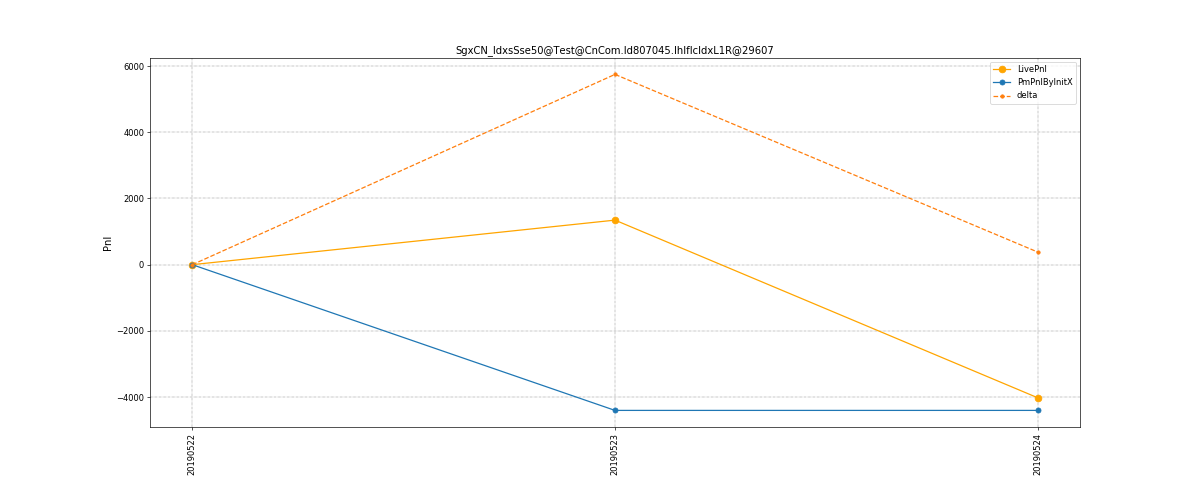 SgxCN_IdxsSse50@Test@CnCom.Id807045.IhIfIcIdxL1R@29607
6000
4000
2000
0
−2000
−4000
Pnl
LivePnl
PmPnlByInitX
delta
20190522
20190523
20190524